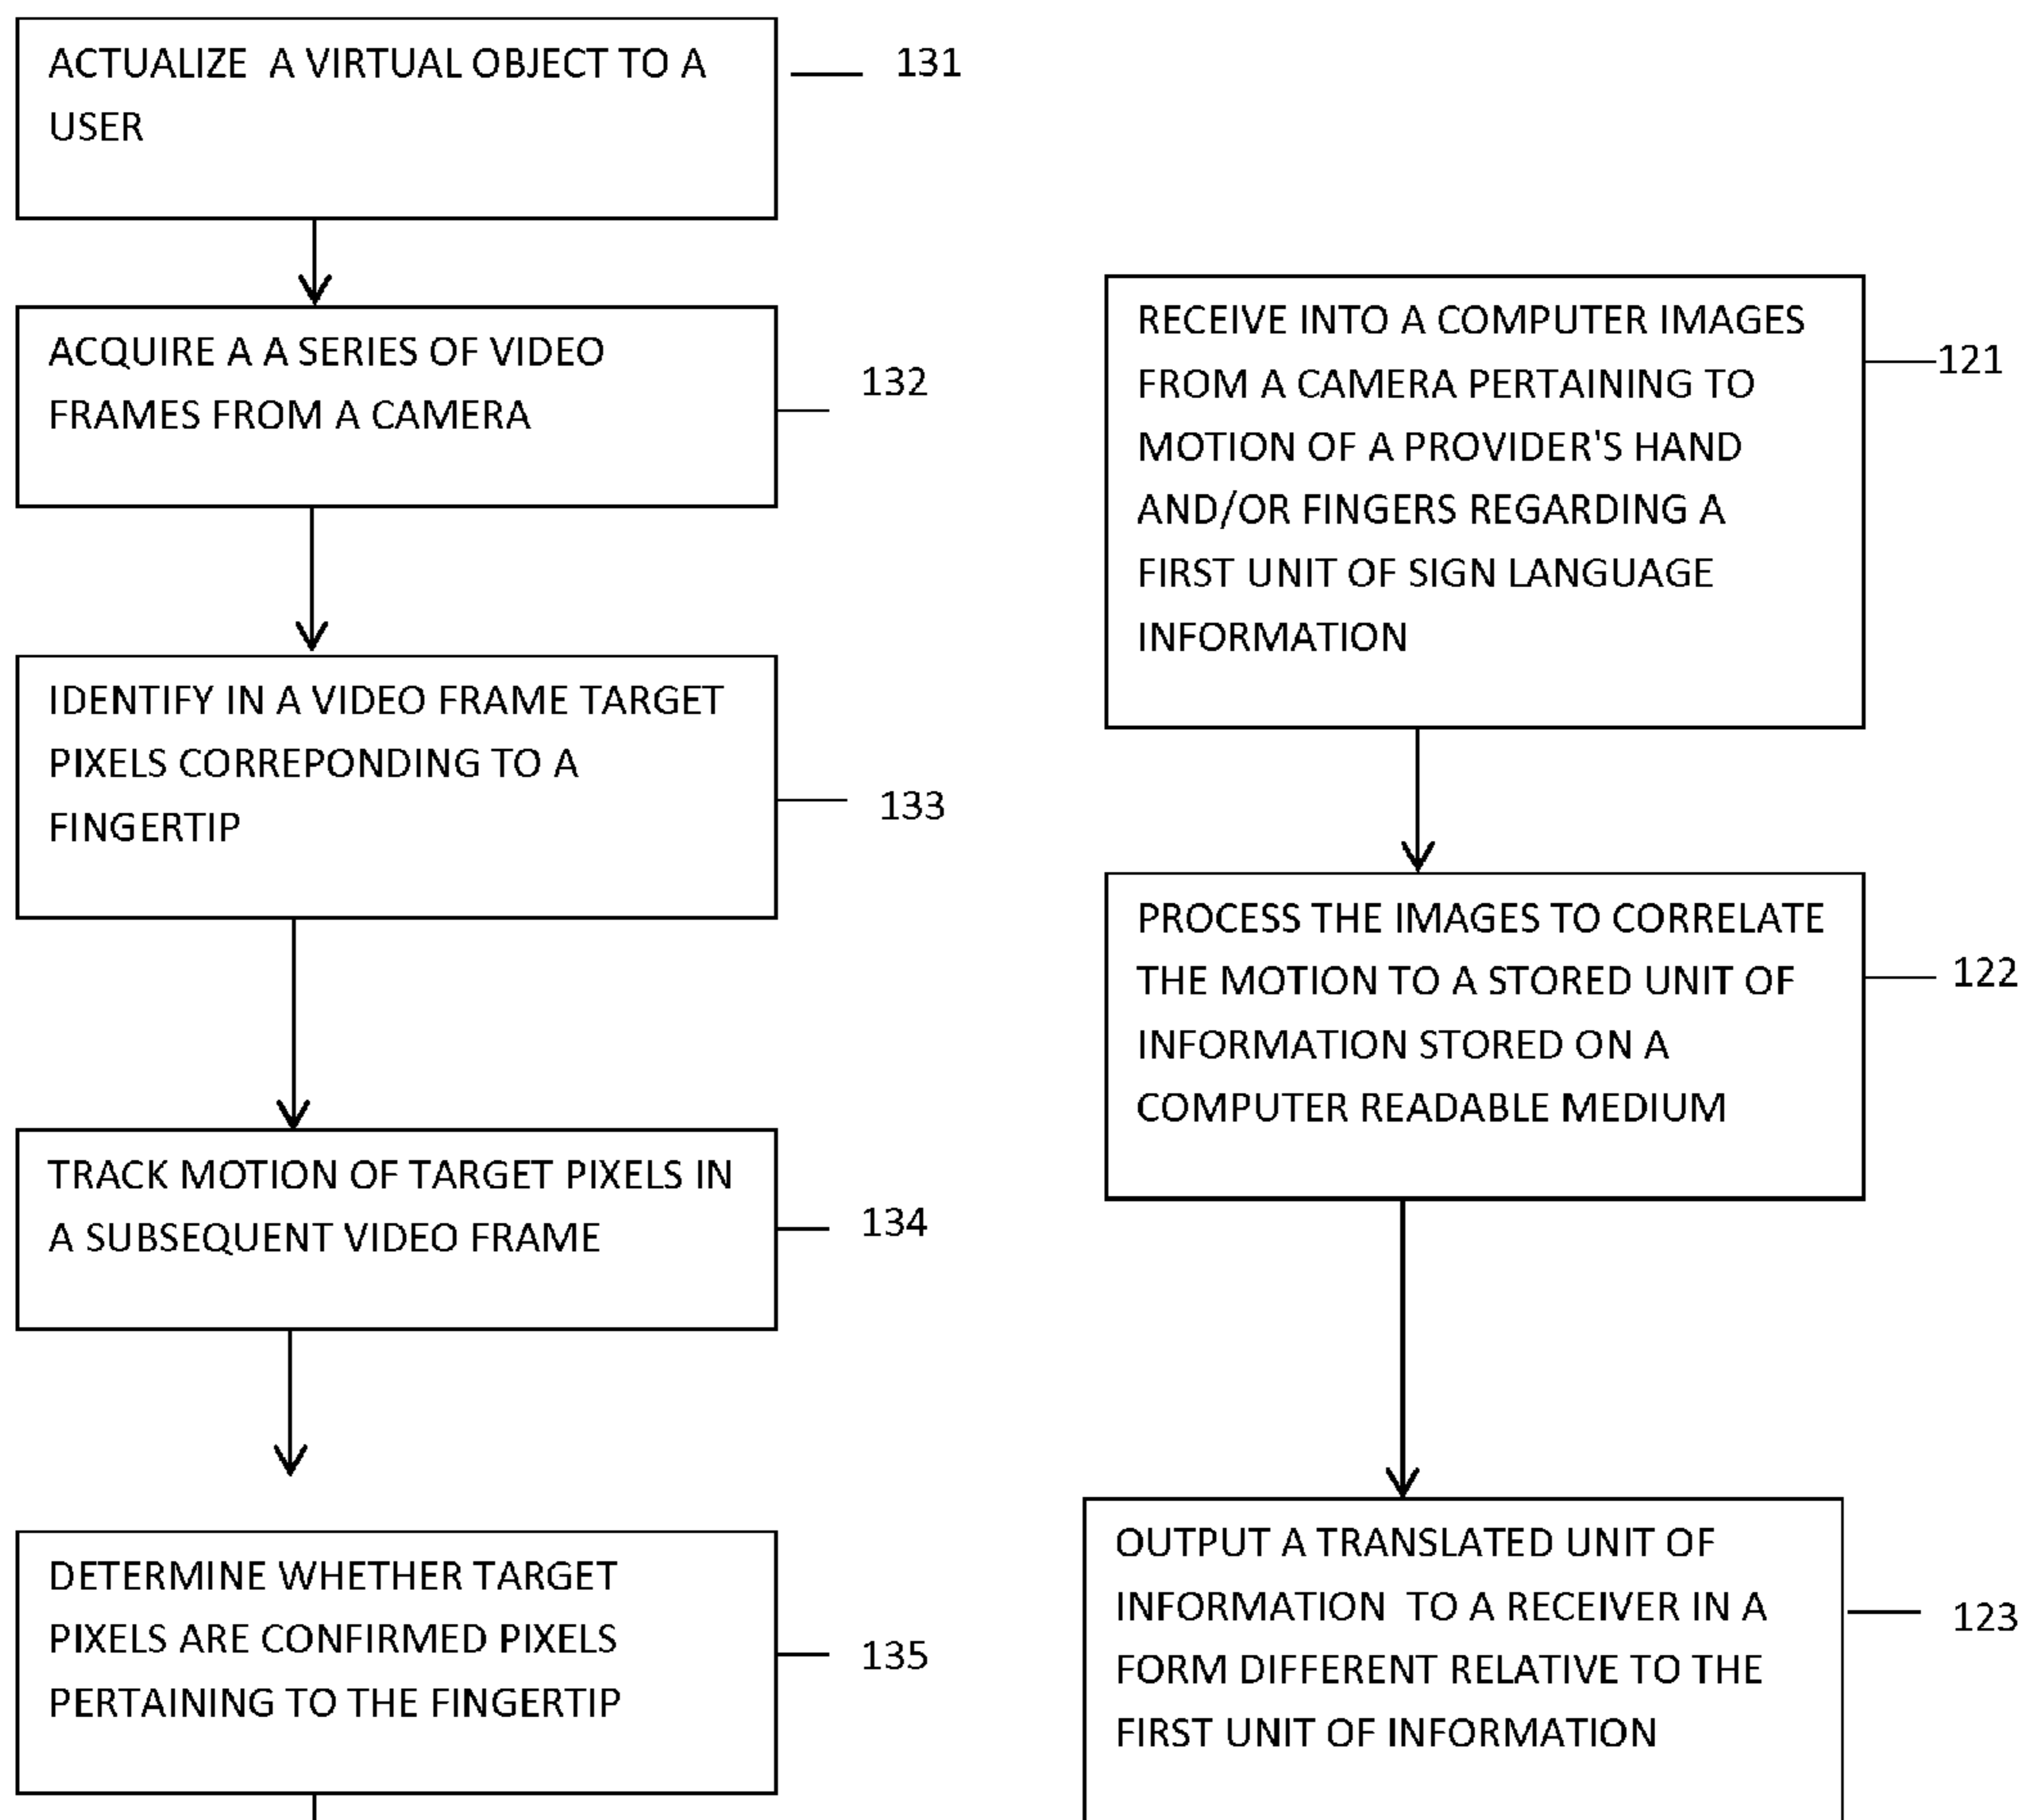 ACTUALIZE A VIRTUAL OBJECT TO A
USER
131
ACQUIRE A A SERIES OF VIDEO
FRAMES FROM A CAMERA
132
IDENTIFY IN A VIDEO FRAME TARGET
PIXELS CORREPONDING TO A
FINGERTIP
133
TRACK MOTION OF TARGET PIXELS IN
A SUBSEQUENT VIDEO FRAME
134
DETERMINE WHETHER TARGET
PIXELS ARE CONFIRMED PIXELS
PERTAINING TO THE FINGERTIP
135
RECEIVE INTO A COMPUTER IMAGES
FROM A CAMERA PERTAINING TO
MOTION OF A PROVIDER'S HAND
AND/OR FINGERS REGARDING A
FIRST UNIT OF SIGN LANGUAGE
INFORMATION
121
PROCESS THE IMAGES TO CORRELATE
THE MOTION TO A STORED UNIT OF
INFORMATION STORED ON A
COMPUTER READABLE MEDIUM
122
OUTPUT A TRANSLATED UNIT OF
INFORMATION TO A RECEIVER IN A
FORM DIFFERENT RELATIVE TO THE
FIRST UNIT OF INFORMATION
123